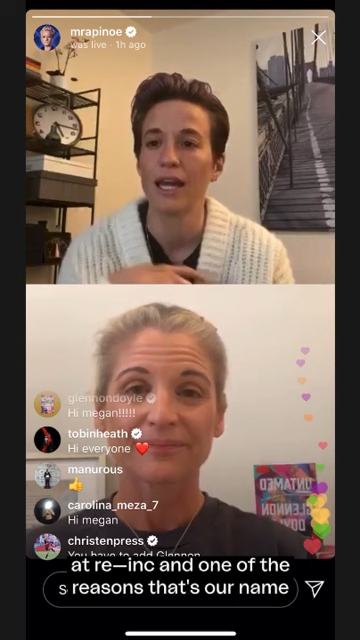 mrapinoe
was live · 1h ago
glennondoyle
Hi megan!!!!!
tobinheath
Hi everyone ❤️
manurous
👍
carolina_meza_7
Hi megan
christenpress
You have to add Glennon
UNTAMED
GLENNON
DOYLE
at re—inc and one of the
reasons that's our name